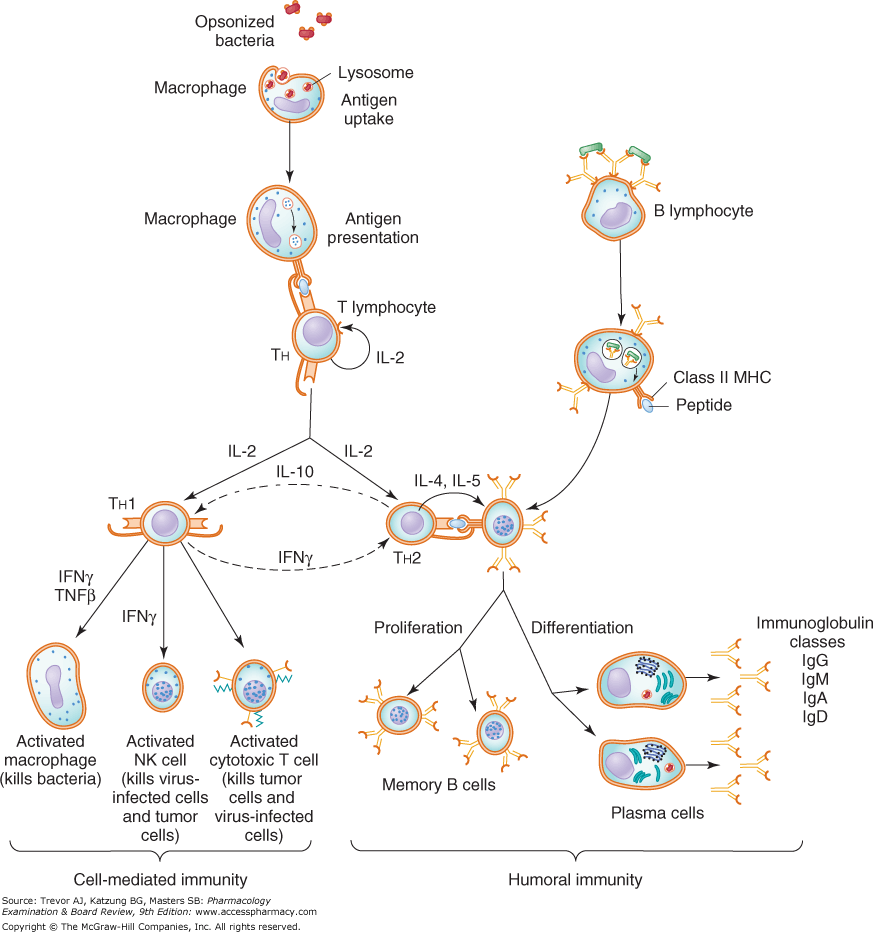 Opsonized
bacteria
Lysosome
Macrophage
Antigen
uptake
Macrophage
Antigen
presentation
B lymphocyte
T lymphocyte
TH
IL-2
Class II MHC
Peptide
IL-2
IL-2
IL-10
IL-4, IL-5
TH1
IFNγ
TH2
IFNγ
TNFβ
IFNγ
Proliferation
Differentiation
Immunoglobulin
classes
IgG
IgM
IgA
IgD
Activated
macrophage
(kills bacteria)
Activated
NK cell
(kills virus-
infected cells
and tumor
cells)
Activated
cytotoxic T cell
(kills tumor
cells and
virus-infected
cells)
Memory B cells
Plasma cells
Cell-mediated immunity
Humoral immunity
Source: Trevor AJ, Katzung BG, Masters SB: Pharmacology
Examination & Board Review, 9th Edition: www.accesspharmacy.com
Copyright © The McGraw-Hill Companies, Inc. All rights reserved.